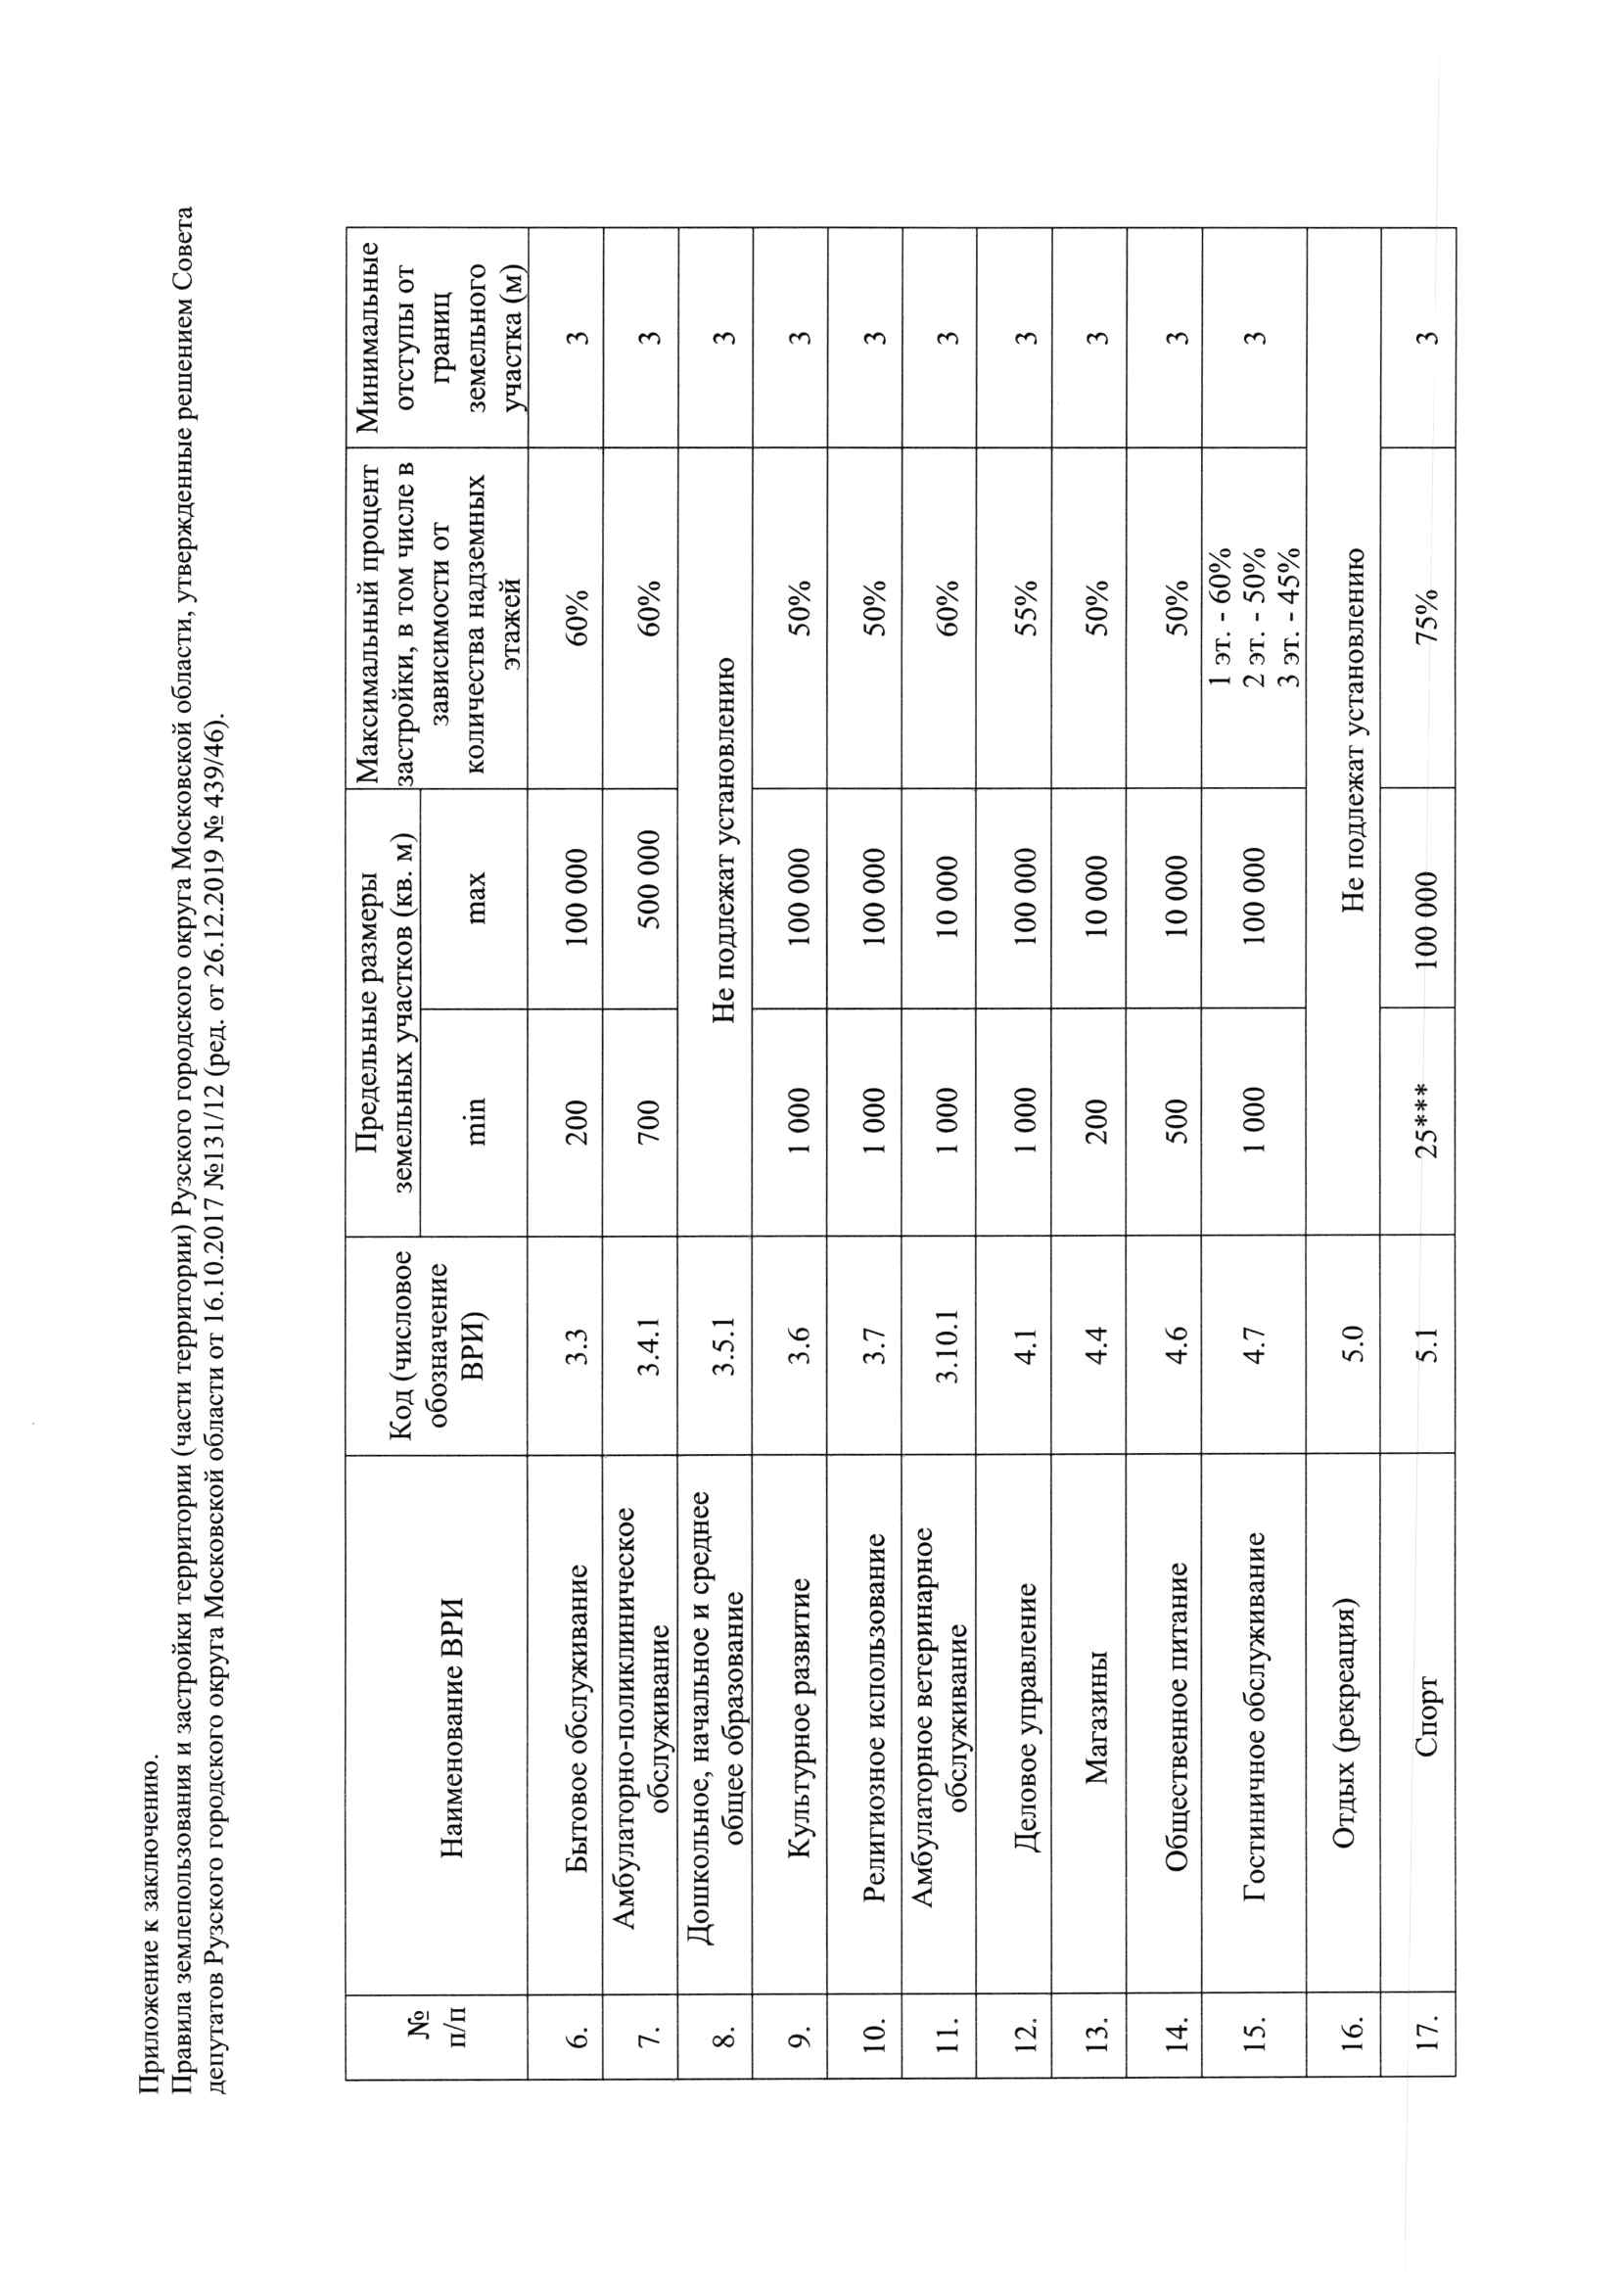 Приложение к заключению.
Правила землепользования и застройки территории (части территории) Рузского городского округа Московской области, утвержденные решением Совета
депутатов Рузского городского округа Московской области от 16.10.2017 №131/12 (ред. от 26.12.2019 № 439/46).
№
п/п
Наименование ВРИ
Код (числовое
обозначение
ВРИ)
Предельные размеры
земельных участков (кв. м)
min
max
Максимальный процент
застройки, в том числе в
зависимости от
количества надземных
этажей
Минимальные
отступы от
границ
земельного
участка (м)
6. Бытовое обслуживание 3.3 200 100 000 60% 3
7. Амбулаторно-поликлиническое
обслуживание 3.4.1 700 500 000 60% 3
8. Дошкольное, начальное и среднее
общее образование 3.5.1 Не подлежат установлению 3
9. Культурное развитие 3.6 1 000 100 000 50% 3
10. Религиозное использование 3.7 1 000 100 000 50% 3
11. Амбулаторное ветеринарное
обслуживание 3.10.1 1 000 10 000 60% 3
12. Деловое управление 4.1 1 000 100 000 55% 3
13. Магазины 4.4 200 10 000 50% 3
14. Общественное питание 4.6 500 10 000 50% 3
15. Гостиничное обслуживание 4.7 1 000 100 000 1 эт. - 60%
2 эт. - 50%
3 эт. - 45%
3
16. Отдых (рекреация) 5.0 Не подлежат установлению
17. Спорт 5.1 25*** 100 000 75% 3